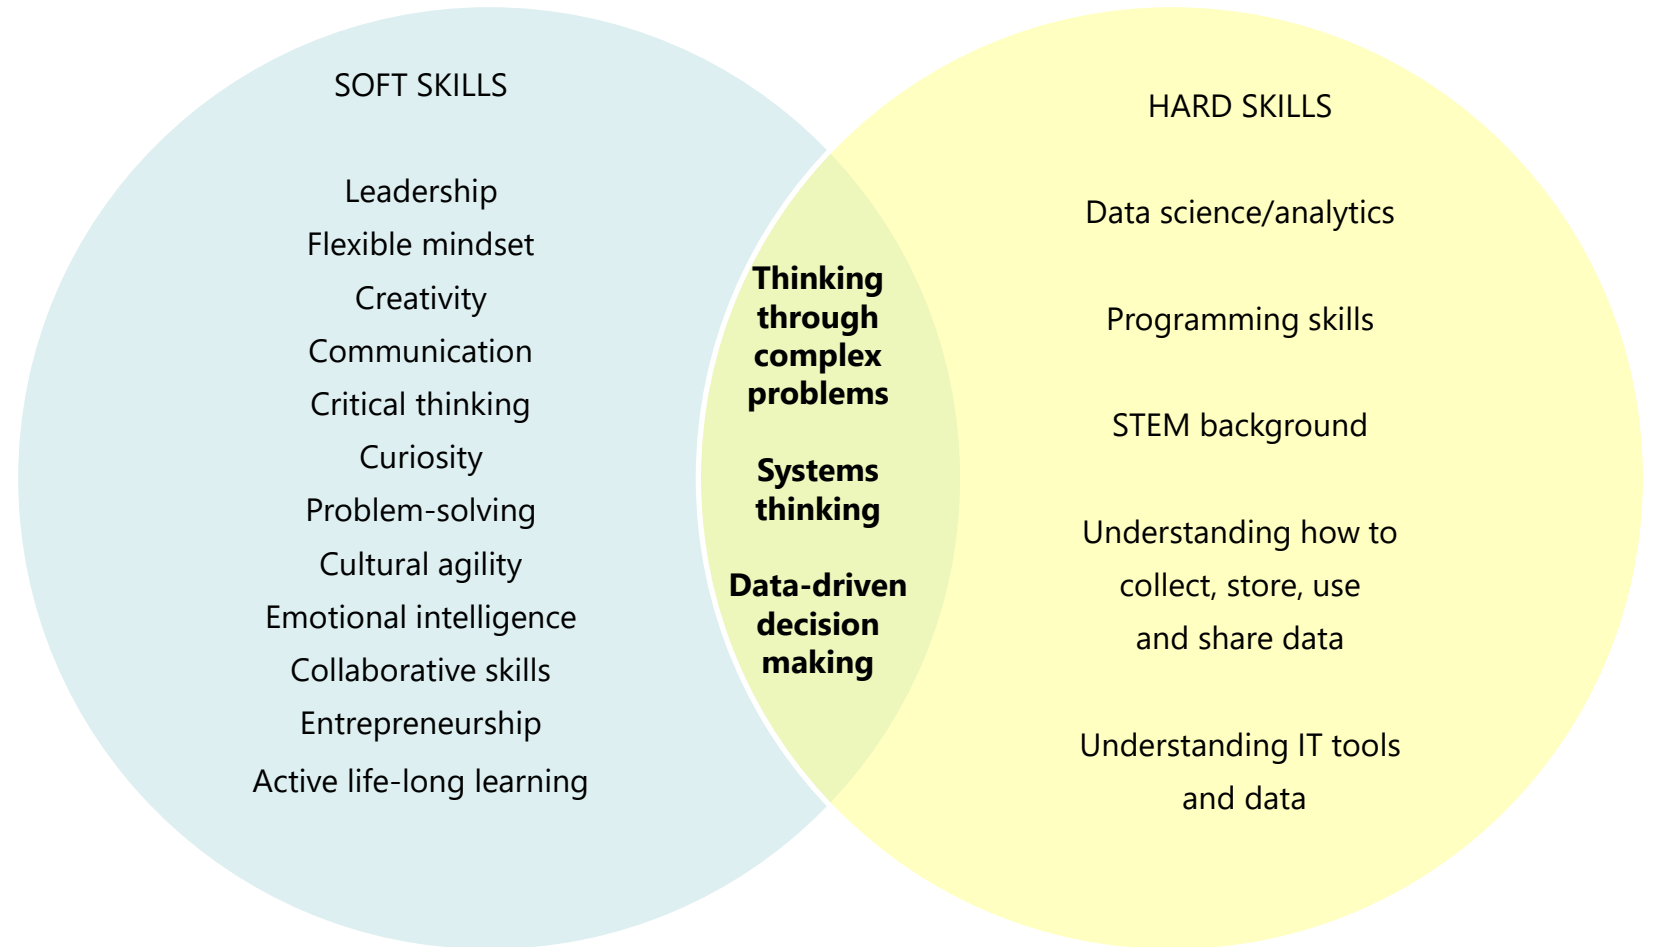 SOFT SKILLS
Leadership
Flexible mindset
Creativity
Communication
Critical thinking
Curiosity
Problem-solving
Cultural agility
Emotional intelligence
Collaborative skills
Entrepreneurship
Active life-long learning
Thinking
through
complex
problems
Systems
thinking
Data-driven
decision
making
HARD SKILLS
Data science/analytics
Programming skills
STEM background
Understanding how to
collect, store, use
and share data
Understanding IT tools
and data